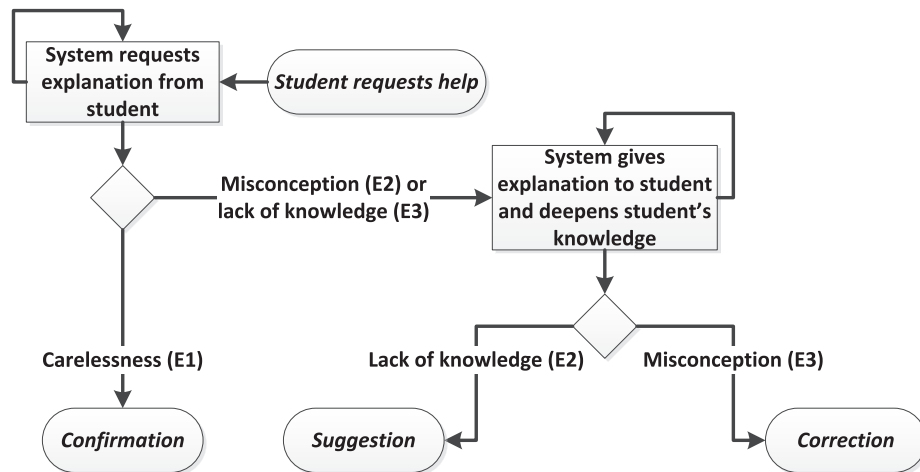 System requests
explanation from
student
Student requests help
Misconception (E2) or
lack of knowledge (E3)
System gives
explanation to student
and deepens student's
knowledge
Carelessness (E1)
Lack of knowledge (E2)
Misconception (E3)
Confirmation
Suggestion
Correction